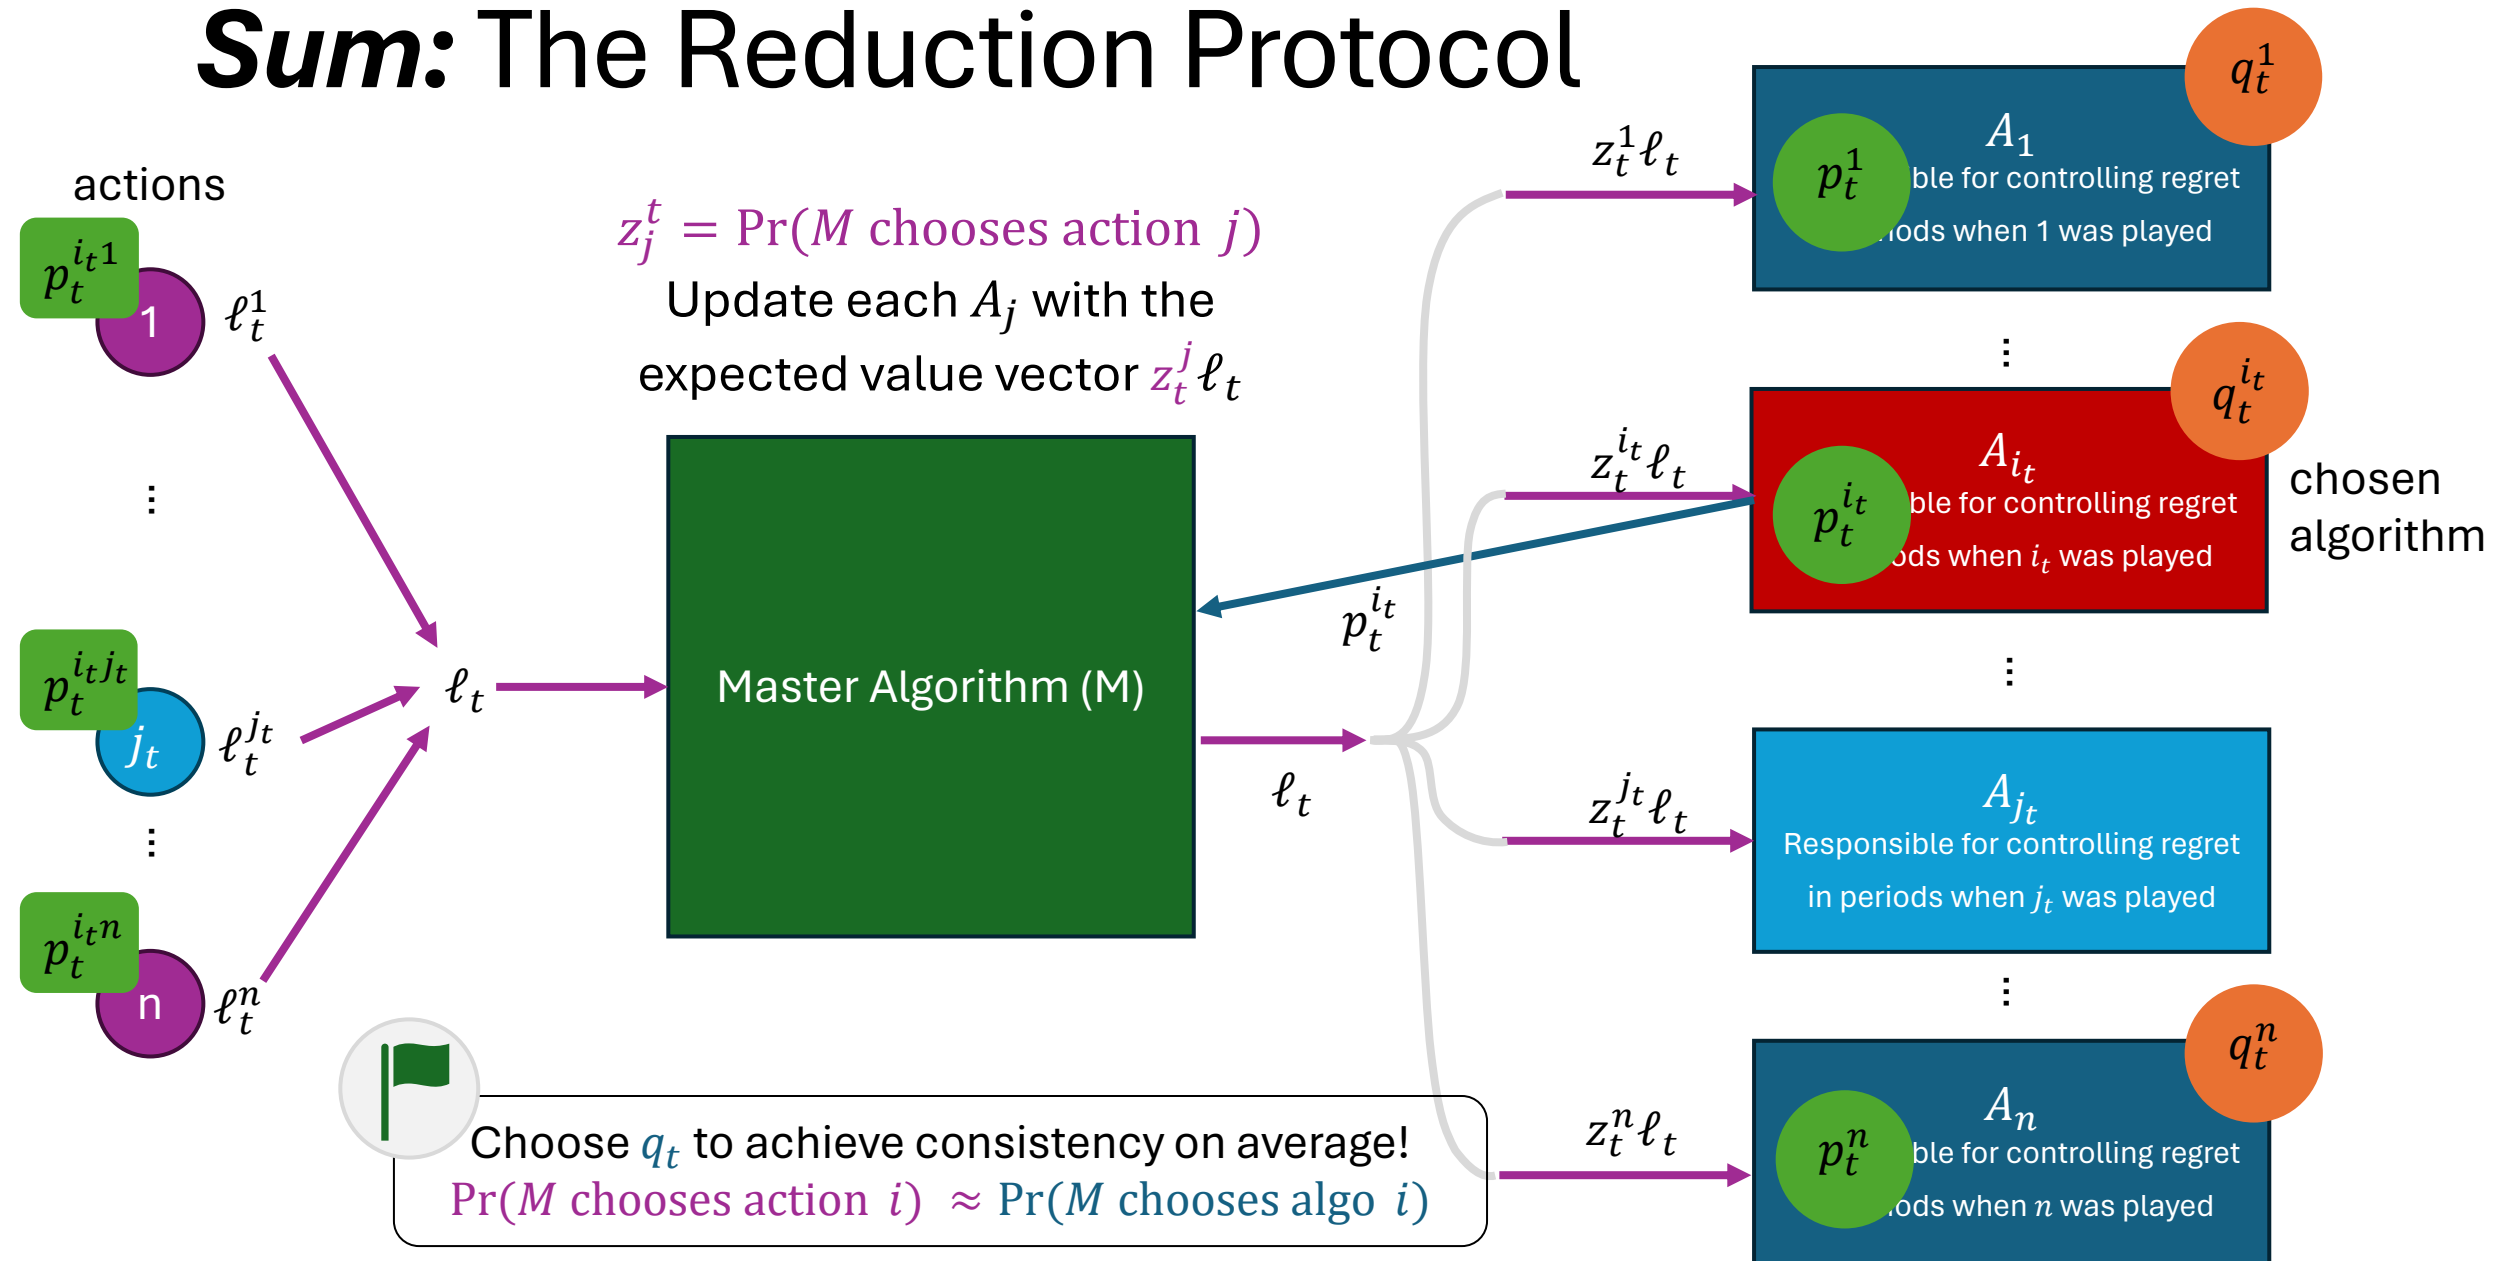 Sum: The Reduction Protocol
actions
p_t^{i_t 1}
1
ℓ_t^1
⋮
p_t^{i_t j_t}
j_t
ℓ_t^{j_t}
⋮
p_t^{i_t n}
n
ℓ_t^n
ℓ_t
z_j^t = Pr(M chooses action j)
Update each A_j with the
expected value vector z_t^j ℓ_t
Master Algorithm (M)
p_t^{i_t}
ℓ_t
z_t^1 ℓ_t
z_t^{i_t} ℓ_t
z_t^{j_t} ℓ_t
z_t^n ℓ_t
q_t^1
A_1
p_t^1
ble for controlling regret
iods when 1 was played
⋮
q_t^{i_t}
A_{i_t}
p_t^{i_t}
ble for controlling regret
ods when i_t was played
chosen
algorithm
⋮
A_{j_t}
Responsible for controlling regret
in periods when j_t was played
⋮
q_t^n
A_n
p_t^n
ble for controlling regret
iods when n was played
Choose q_t to achieve consistency on average!
Pr(M chooses action i) ≈ Pr(M chooses algo i)